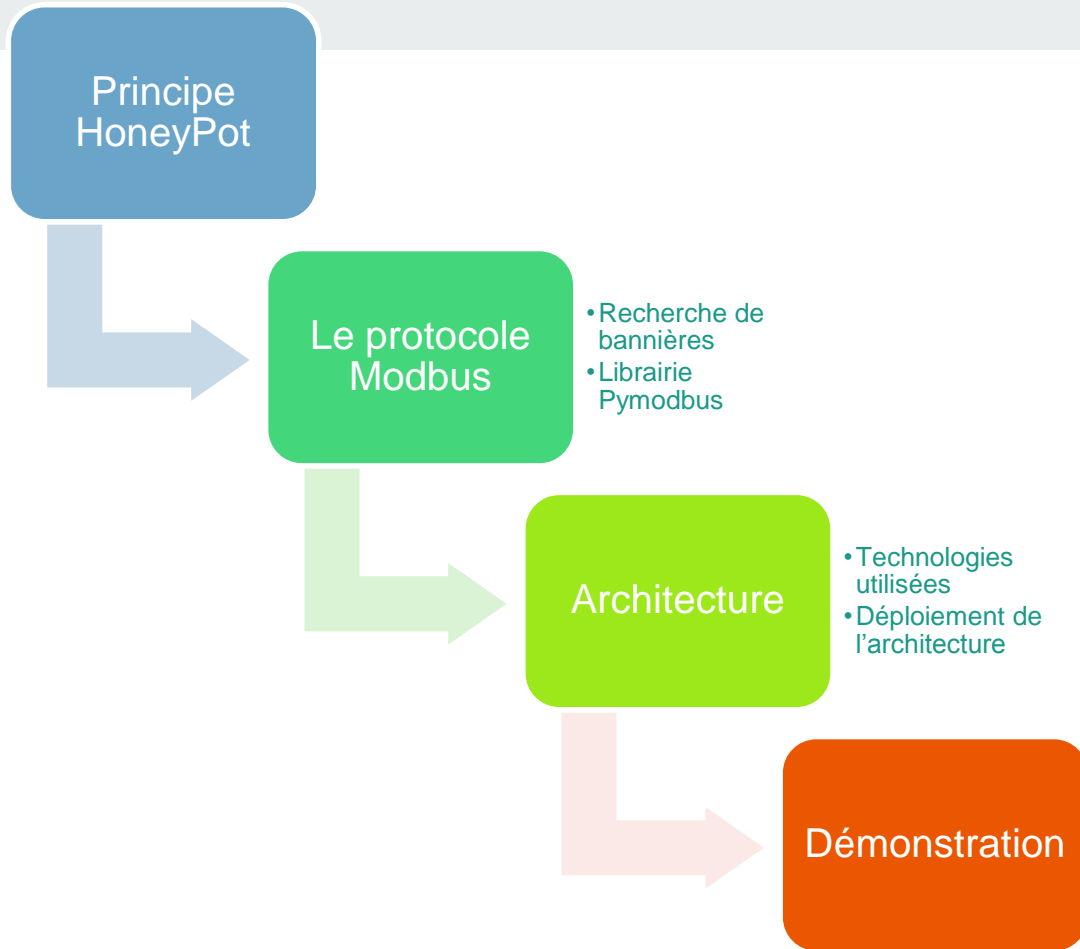 Principe
HoneyPot
Le protocole
Modbus
•Recherche de
bannières
•Librairie
Pymodbus
Architecture
•Technologies
utilisées
•Déploiement de
l’architecture
Démonstration